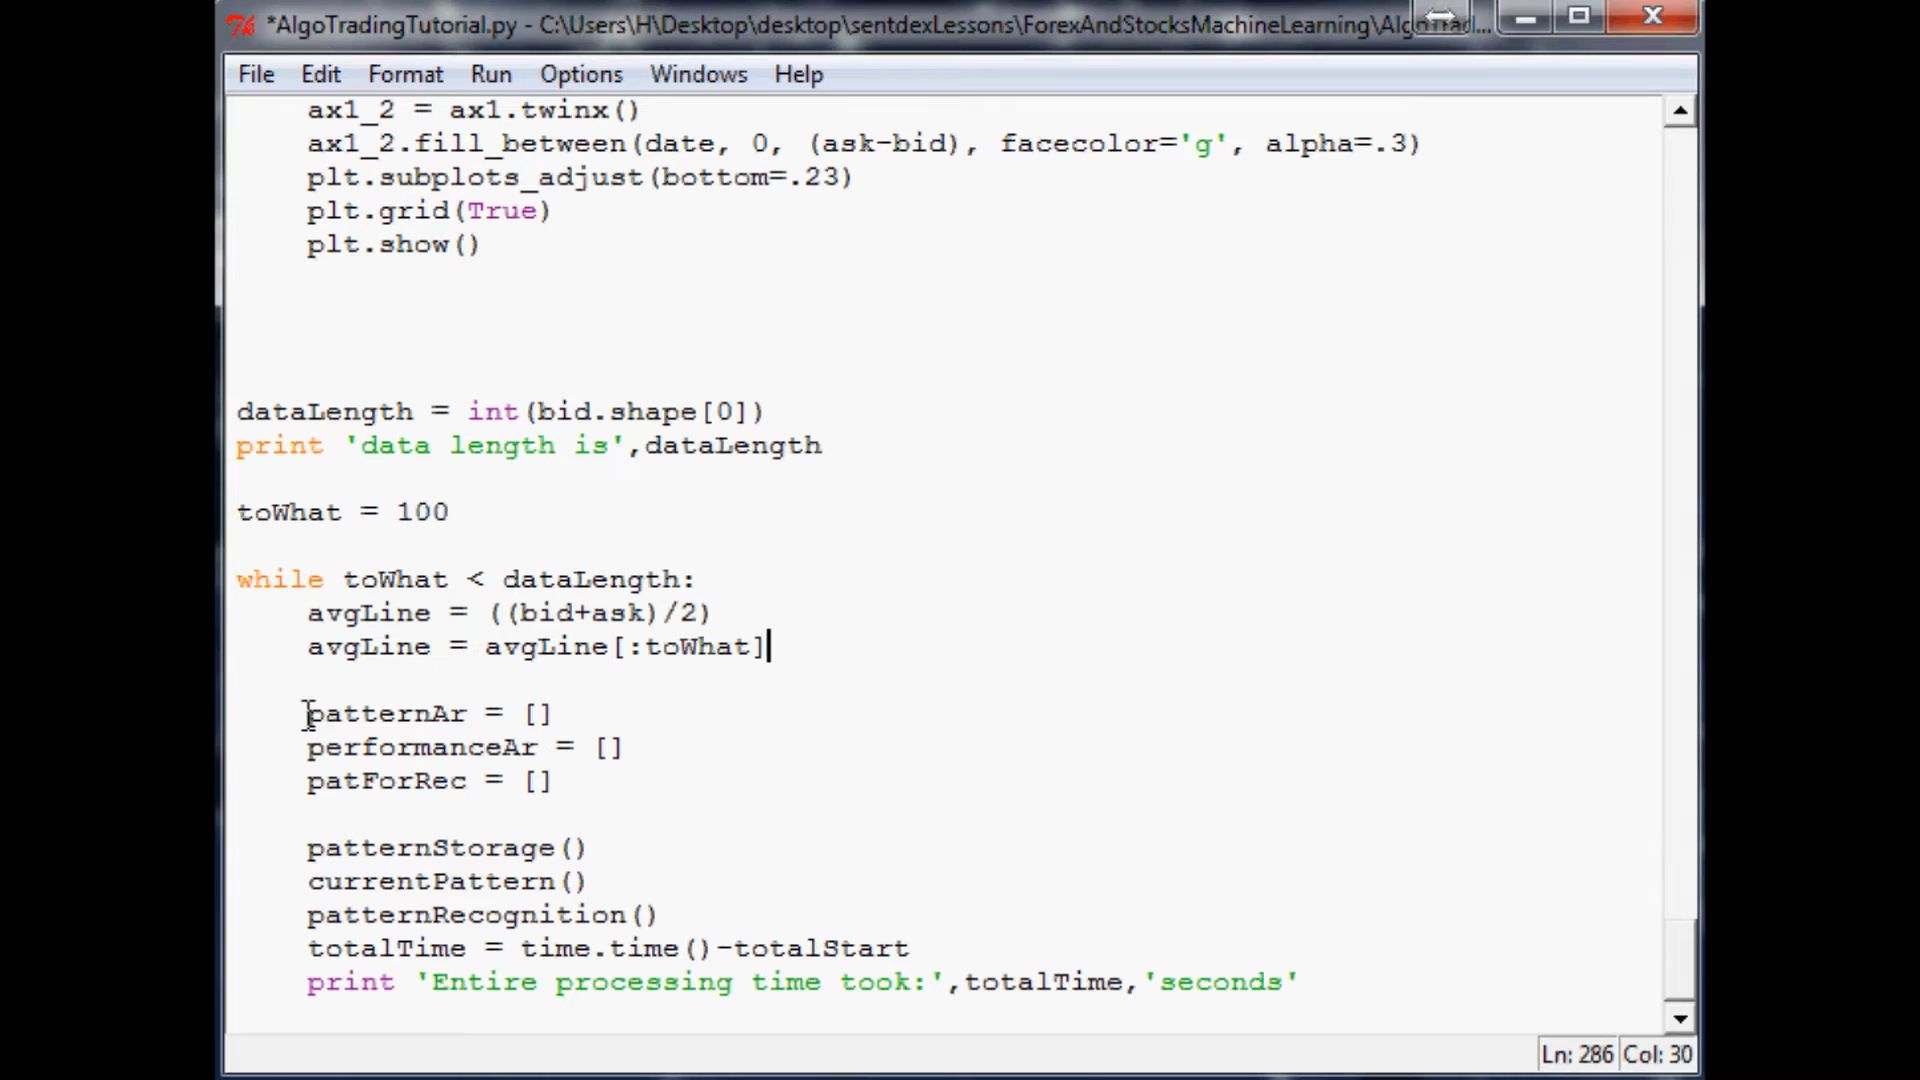 *AlgoTradingTutorial.py - C:\Users\H\Desktop\desktop\sentdexLessons\ForexAndStocksMachineLearning\AlgoTrad...
File Edit Format Run Options Windows Help
    ax1_2 = ax1.twinx()
    ax1_2.fill_between(date, 0, (ask-bid), facecolor='g', alpha=.3)
    plt.subplots_adjust(bottom=.23)
    plt.grid(True)
    plt.show()
dataLength = int(bid.shape[0])
print 'data length is',dataLength
toWhat = 100
while toWhat < dataLength:
    avgLine = ((bid+ask)/2)
    avgLine = avgLine[:toWhat]
    patternAr = []
    performanceAr = []
    patForRec = []
    patternStorage()
    currentPattern()
    patternRecognition()
    totalTime = time.time()-totalStart
    print 'Entire processing time took:',totalTime,'seconds'
Ln: 286 Col: 30